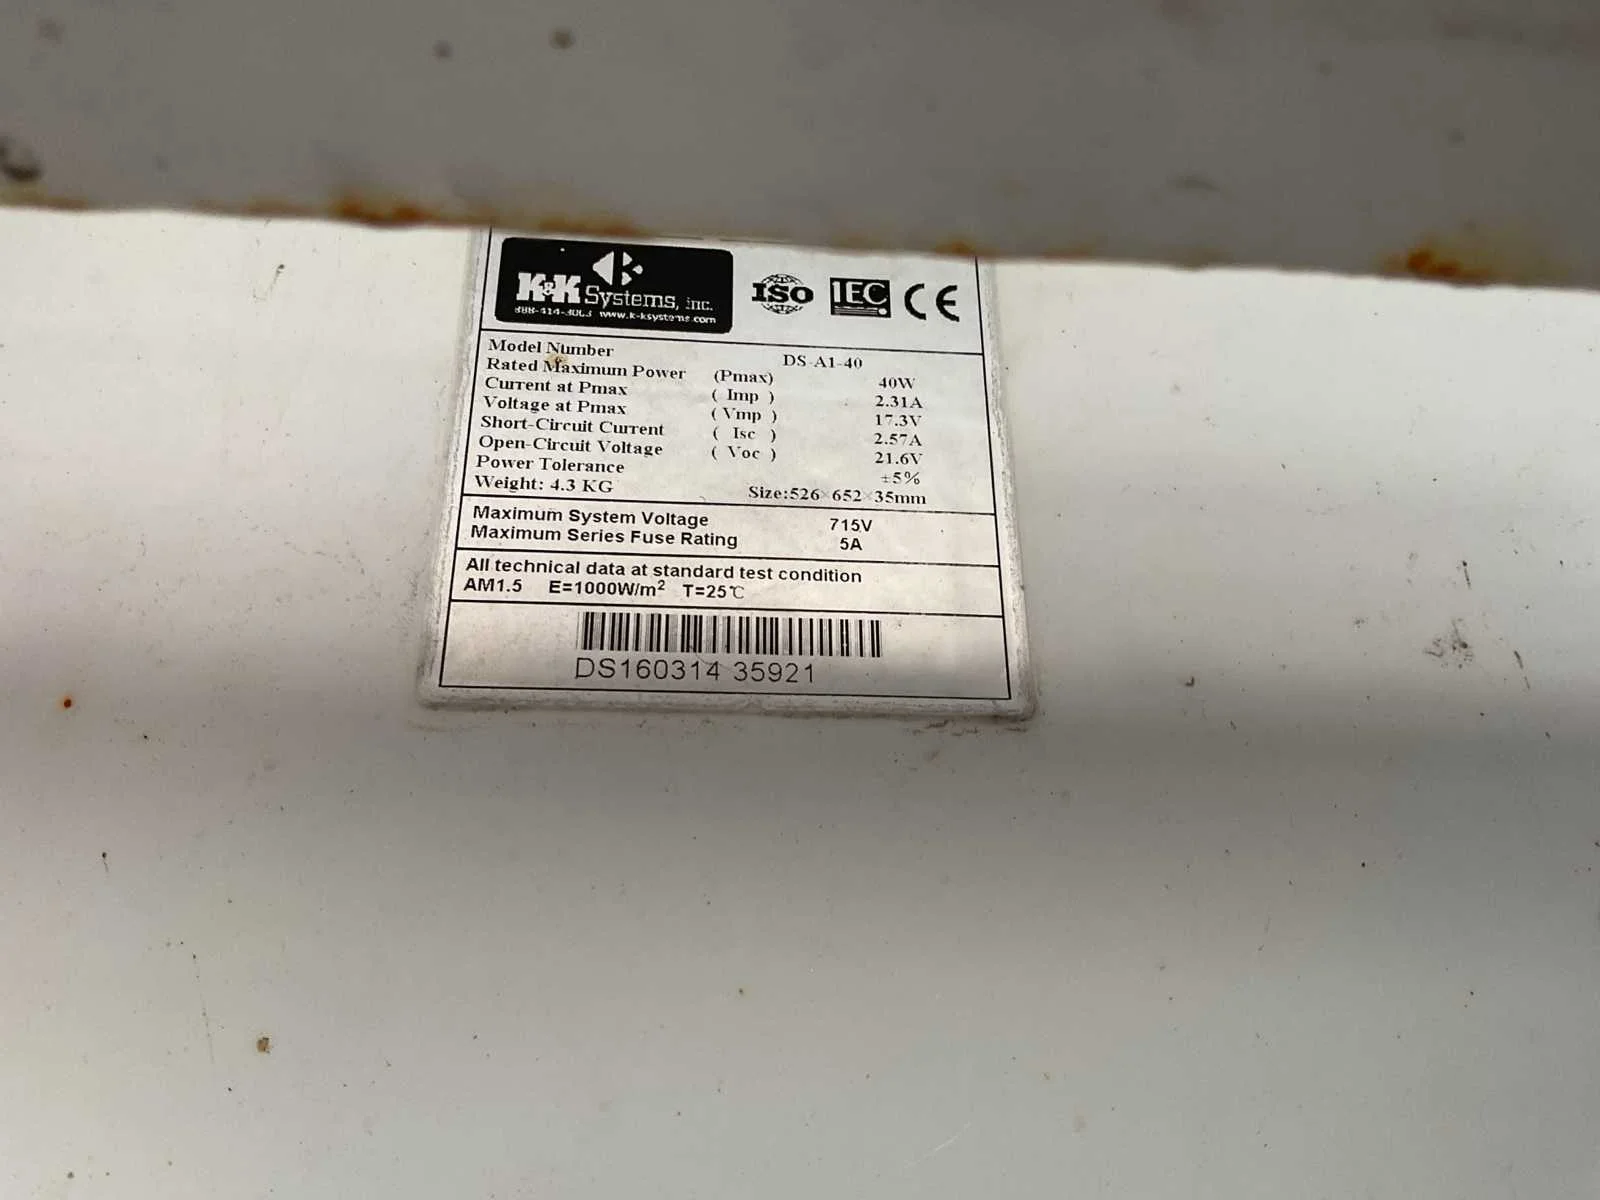 K&K Systems, inc.
www.k-ksystems.com
ISO IEC CE
Model Number DS-A1-40
Rated Maximum Power (Pmax) 40W
Current at Pmax ( Imp ) 2.31A
Voltage at Pmax ( Vmp ) 17.3V
Short-Circuit Current ( Isc ) 2.57A
Open-Circuit Voltage ( Voc ) 21.6V
Power Tolerance ±5%
Weight: 4.3 KG Size:526×652×35mm
Maximum System Voltage 715V
Maximum Series Fuse Rating 5A
All technical data at standard test condition
AM1.5 E=1000W/m² T=25℃
DS160314 35921